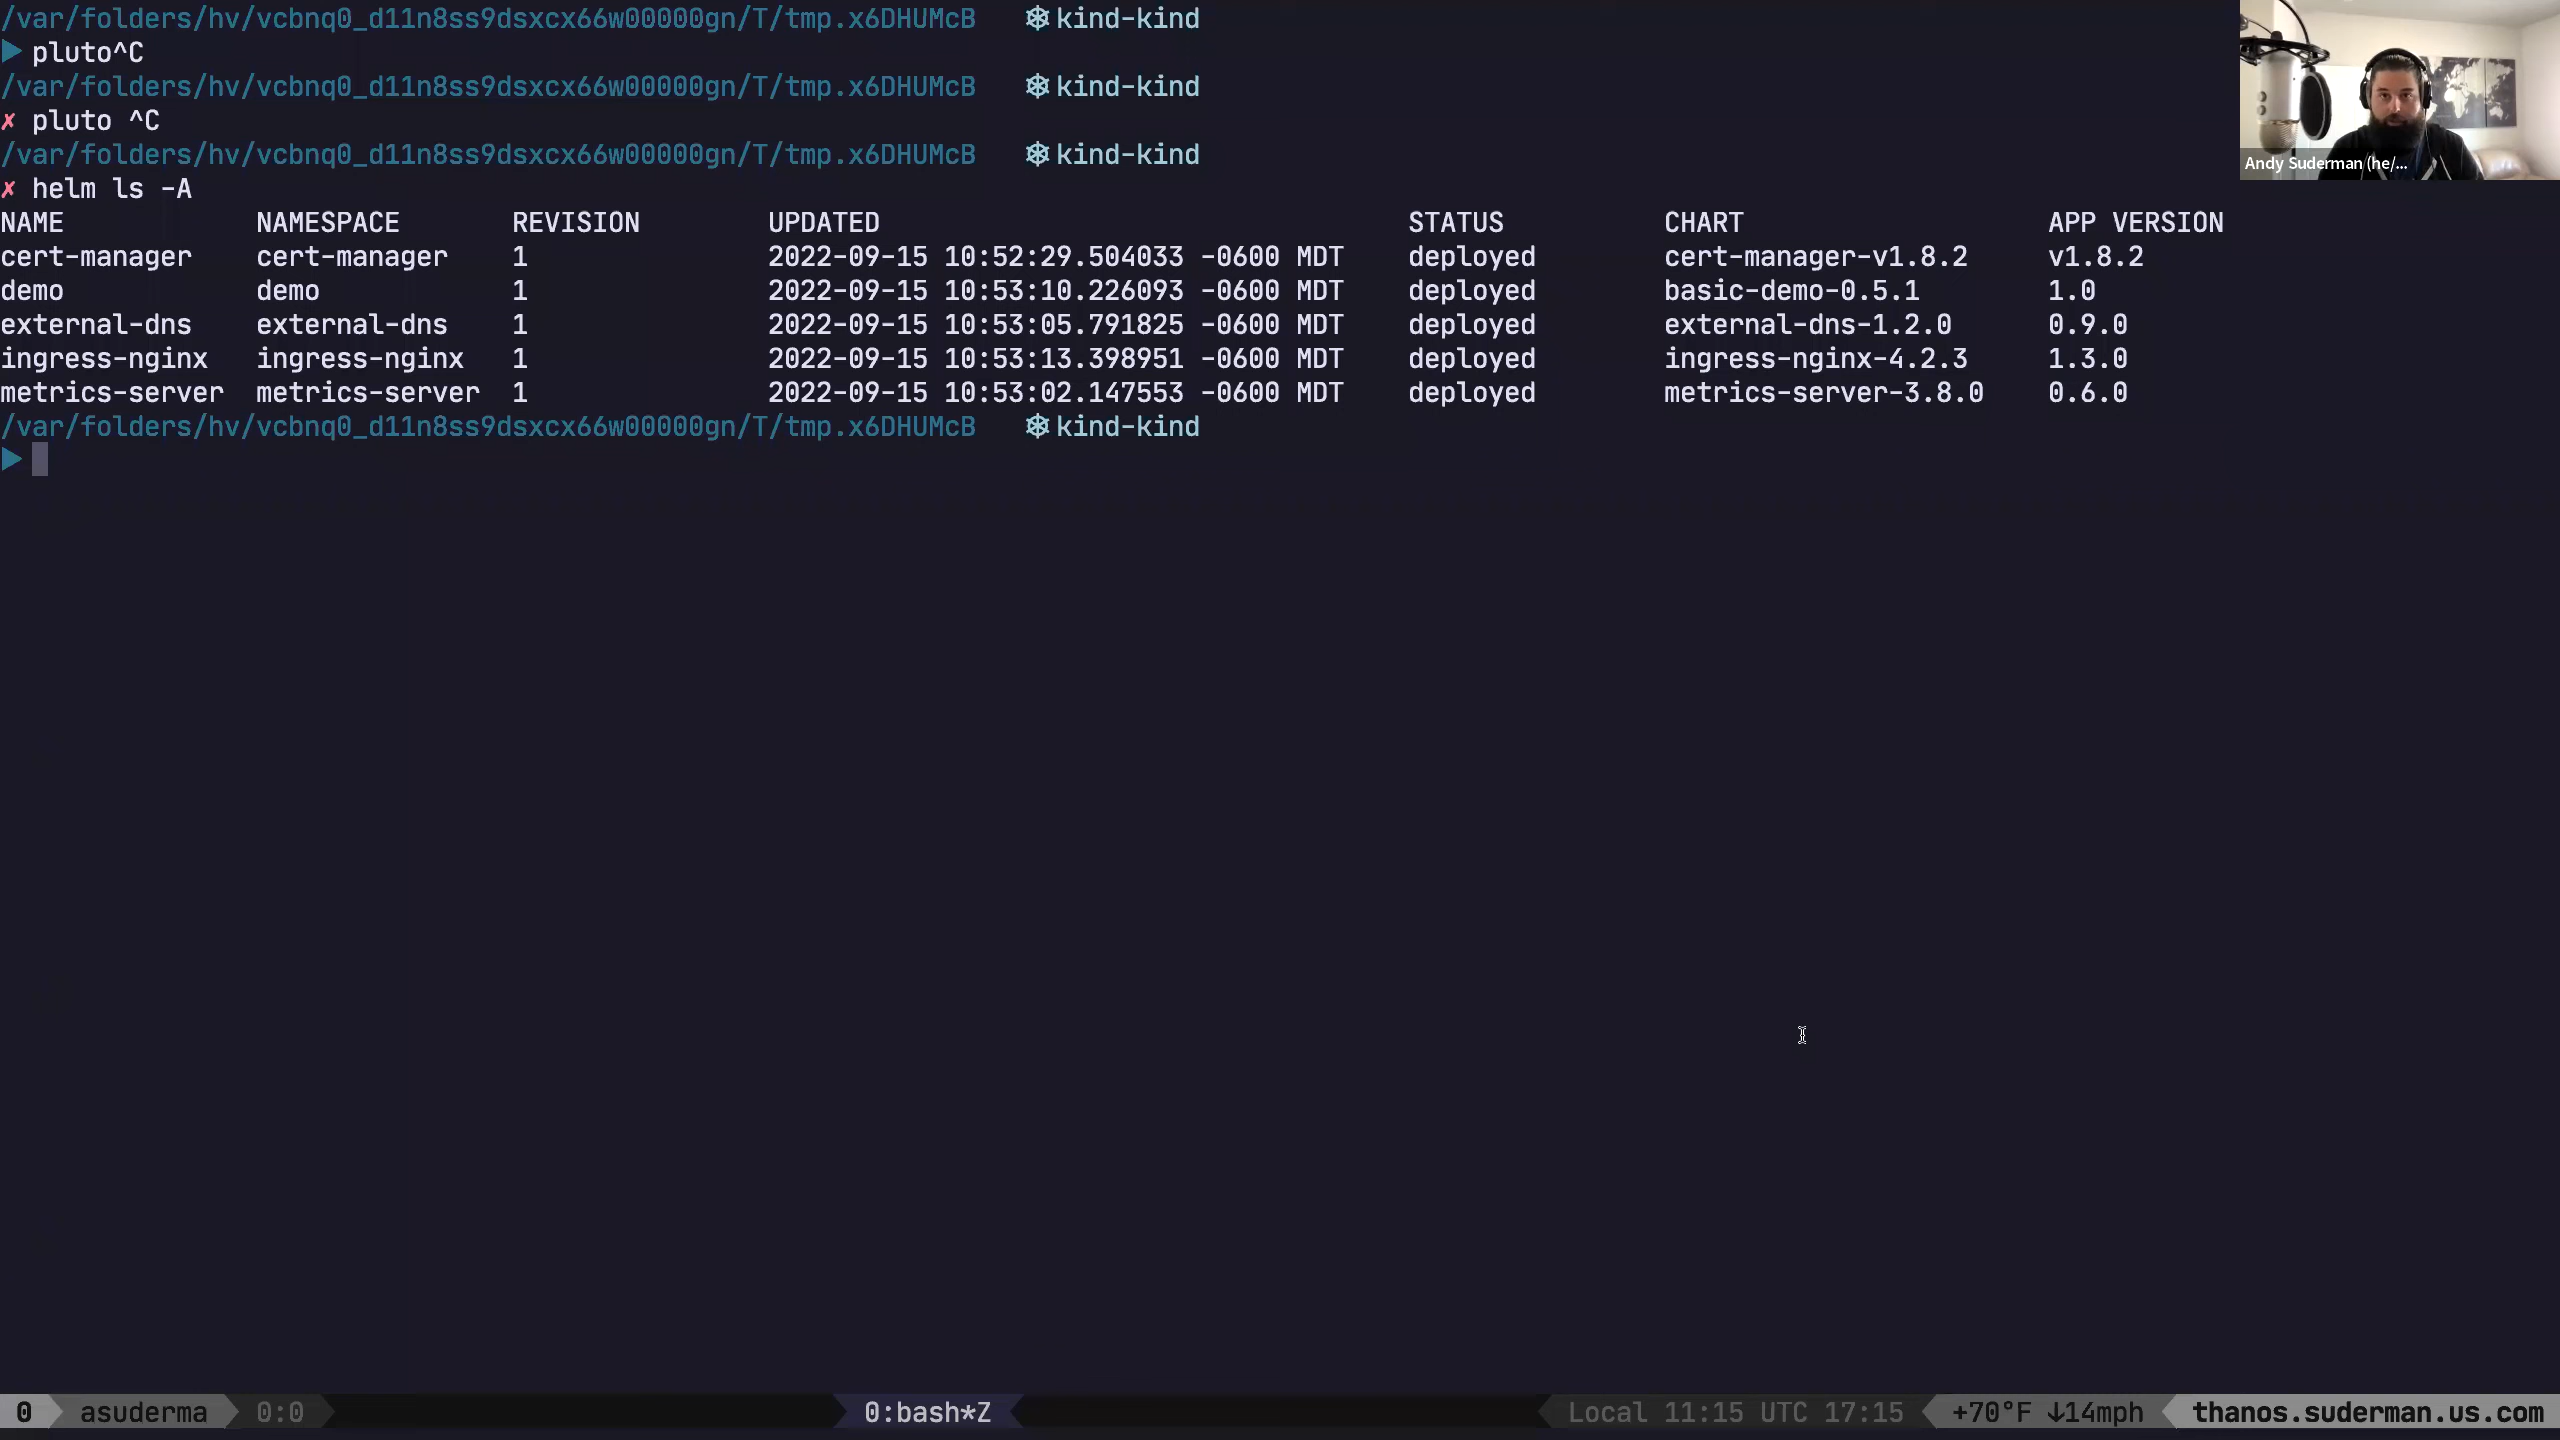 /var/folders/hv/vcbnq0_d11n8ss9dsxcx66w00000gn/T/tmp.x6DHUMcB ⎈ kind-kind
▶ pluto^C
/var/folders/hv/vcbnq0_d11n8ss9dsxcx66w00000gn/T/tmp.x6DHUMcB ⎈ kind-kind
✗ pluto ^C
/var/folders/hv/vcbnq0_d11n8ss9dsxcx66w00000gn/T/tmp.x6DHUMcB ⎈ kind-kind
✗ helm ls -A
NAME NAMESPACE REVISION UPDATED STATUS CHART APP VERSION
cert-manager cert-manager 1 2022-09-15 10:52:29.504033 -0600 MDT deployed cert-manager-v1.8.2 v1.8.2
demo demo 1 2022-09-15 10:53:10.226093 -0600 MDT deployed basic-demo-0.5.1 1.0
external-dns external-dns 1 2022-09-15 10:53:05.791825 -0600 MDT deployed external-dns-1.2.0 0.9.0
ingress-nginx ingress-nginx 1 2022-09-15 10:53:13.398951 -0600 MDT deployed ingress-nginx-4.2.3 1.3.0
metrics-server metrics-server 1 2022-09-15 10:53:02.147553 -0600 MDT deployed metrics-server-3.8.0 0.6.0
/var/folders/hv/vcbnq0_d11n8ss9dsxcx66w00000gn/T/tmp.x6DHUMcB ⎈ kind-kind
▶
Andy Suderman (he/...
0 asuderma 0:0 0:bash*Z Local 11:15 UTC 17:15 +70°F ↓14mph thanos.suderman.us.com